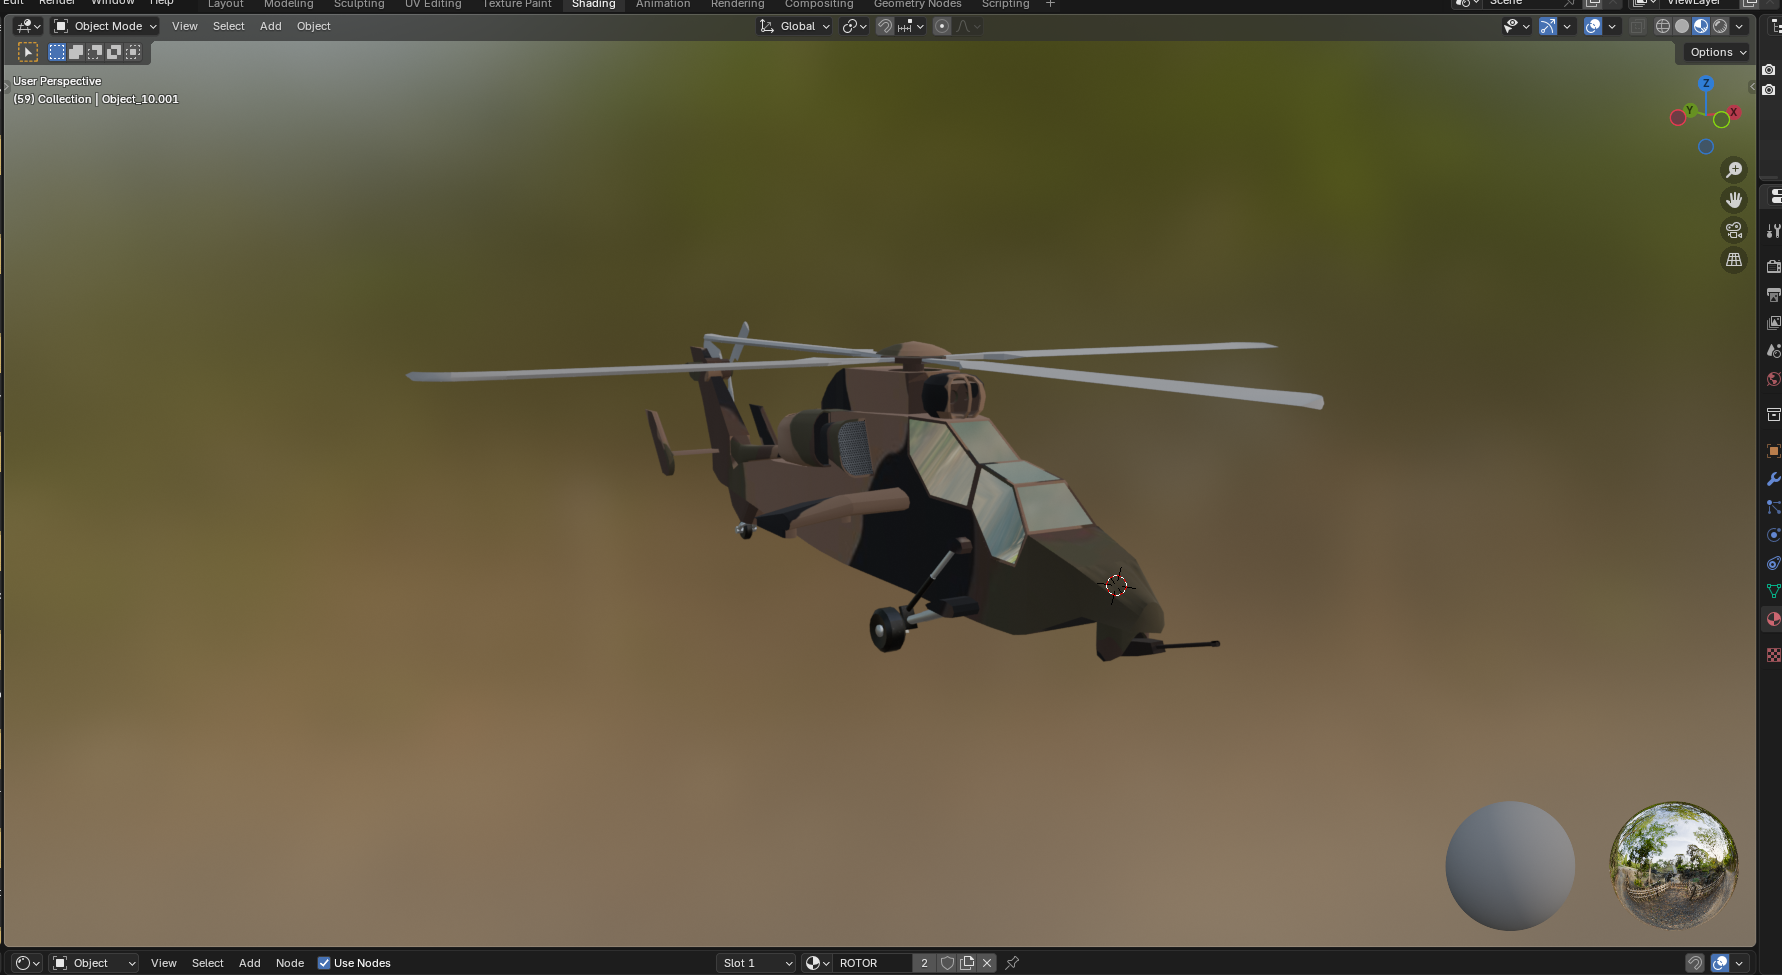 Edit Render Window Help Layout Modeling Sculpting UV Editing Texture Paint Shading Animation Rendering Compositing Geometry Nodes Scripting + Scene ViewLayer
Object Mode View Select Add Object Global
Options
User Perspective
(59) Collection | Object_10.001
Z
Y X
Object View Select Add Node Use Nodes Slot 1 ROTOR 2